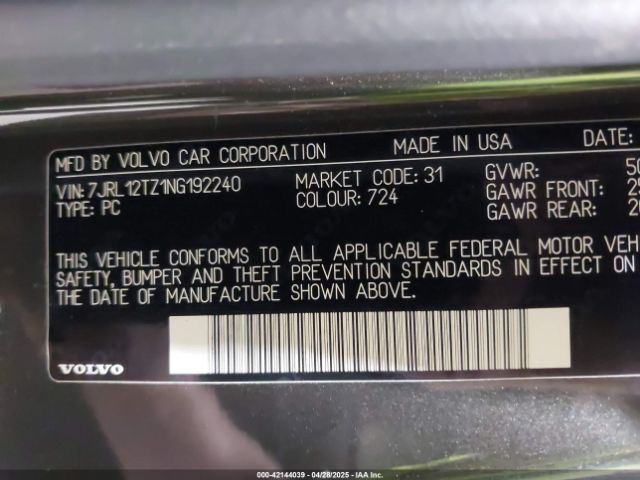 MFD BY VOLVO CAR CORPORATION MADE IN USA DATE:
VIN:7JRL12TZ1NG192240 MARKET CODE: 31 GVWR:
TYPE: PC COLOUR: 724 GAWR FRONT:
GAWR REAR:
THIS VEHICLE CONFORMS TO ALL APPLICABLE FEDERAL MOTOR VEH
SAFETY, BUMPER AND THEFT PREVENTION STANDARDS IN EFFECT ON
THE DATE OF MANUFACTURE SHOWN ABOVE.
VOLVO
000-42144039 - 04/28/2025 - IAA Inc.